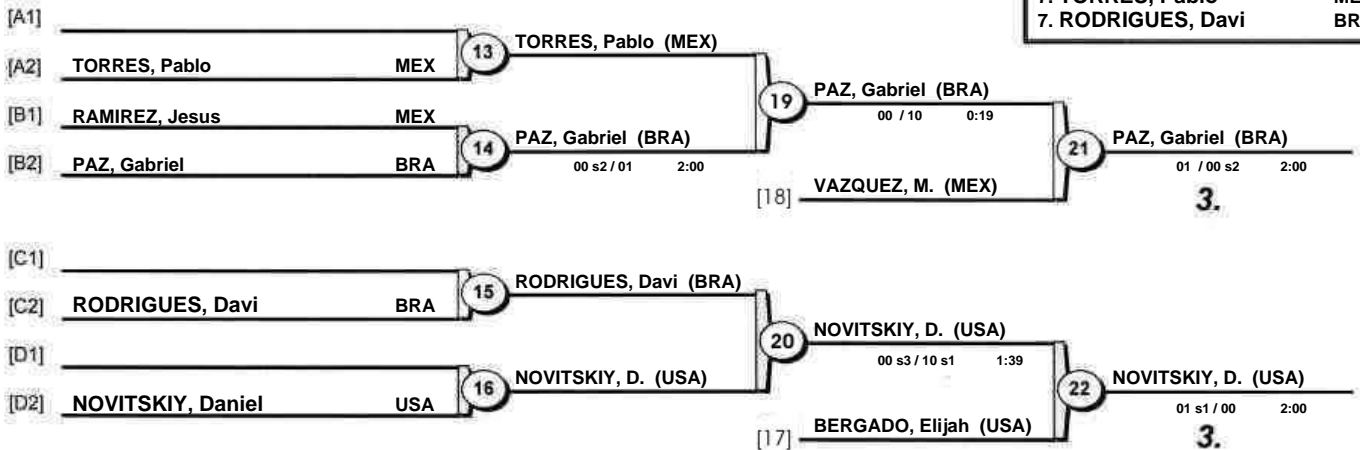 7. RODRIGUES, Davi BR
[A1]
13
TORRES, Pablo (MEX)
[A2] TORRES, Pablo MEX
19
PAZ, Gabriel (BRA)
00 / 10 0:19
[B1] RAMIREZ, Jesus MEX
14
PAZ, Gabriel (BRA)
00 s2 / 01 2:00
[B2] PAZ, Gabriel BRA
21
PAZ, Gabriel (BRA)
01 / 00 s2 2:00
3.
[18] VAZQUEZ, M. (MEX)
[C1]
15
RODRIGUES, Davi (BRA)
[C2] RODRIGUES, Davi BRA
20
NOVITSKIY, D. (USA)
00 s3 / 10 s1 1:39
[D1]
16
NOVITSKIY, D. (USA)
[D2] NOVITSKIY, Daniel USA
22
NOVITSKIY, D. (USA)
01 s1 / 00 2:00
3.
[17] BERGADO, Elijah (USA)